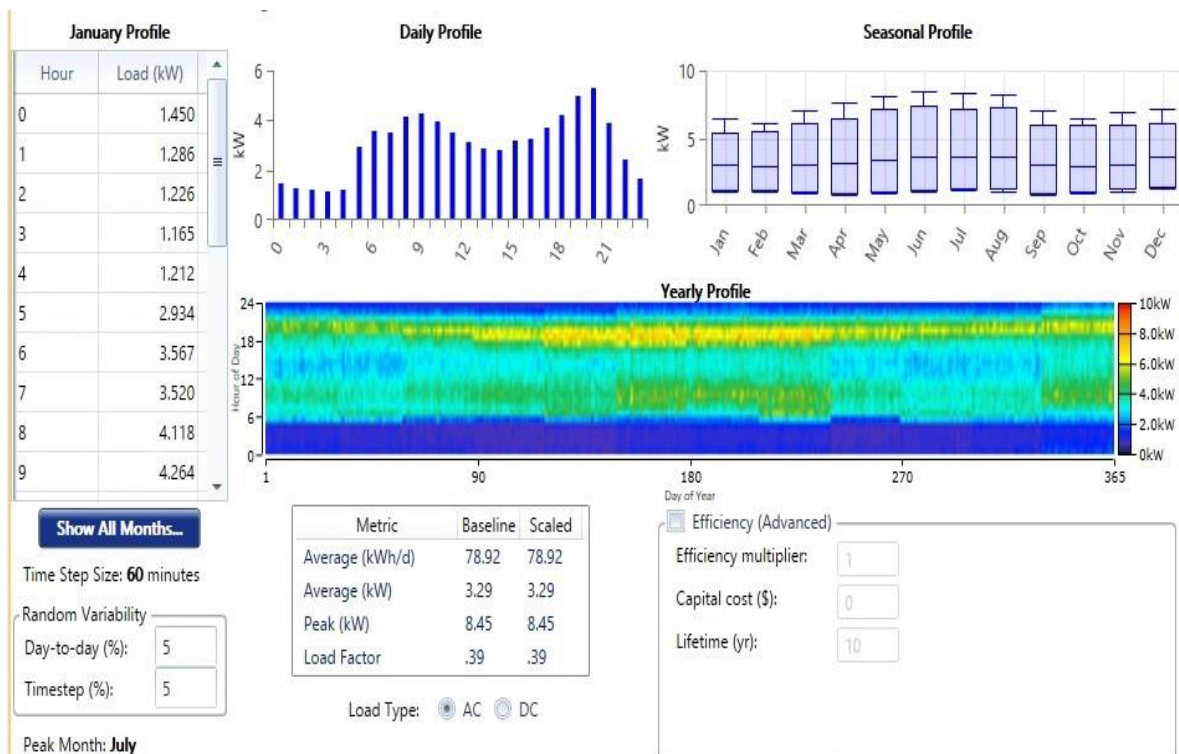 January Profile
Hour Load (kW)
0 1.450
1 1.286
2 1.226
3 1.165
4 1.212
5 2.934
6 3.567
7 3.520
8 4.118
9 4.264
Show All Months...
Time Step Size: 60 minutes
Random Variability
Day-to-day (%): 5
Timestep (%): 5
Peak Month: July
Daily Profile
kW
6
4
2
0
0 3 6 9 12 15 18 21
Seasonal Profile
kW
10
5
0
Jan Feb Mar Apr May Jun Jul Aug Sep Oct Nov Dec
Yearly Profile
Hour of Day
24
18
12
6
0
1 90 180 270 365
Day of Year
10kW
8.0kW
6.0kW
4.0kW
2.0kW
0kW
Metric Baseline Scaled
Average (kWh/d) 78.92 78.92
Average (kW) 3.29 3.29
Peak (kW) 8.45 8.45
Load Factor .39 .39
Load Type: AC DC
Efficiency (Advanced)
Efficiency multiplier: 1
Capital cost ($): 0
Lifetime (yr): 10